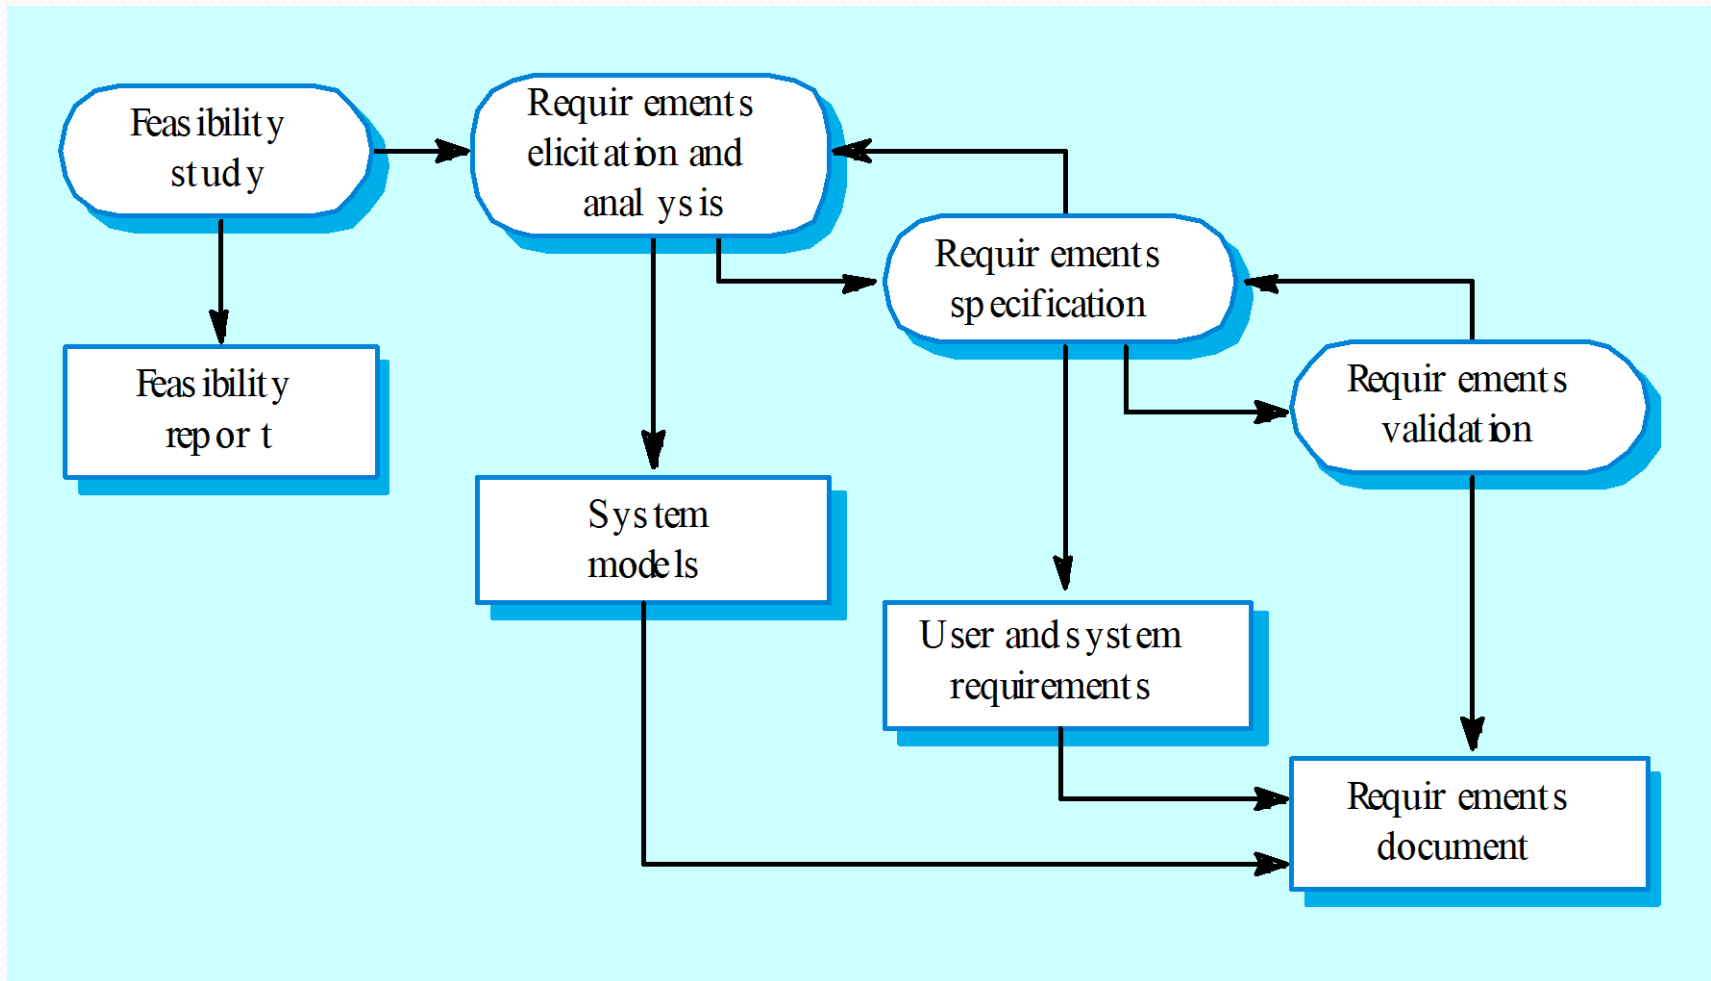 Feasibility
study
Requirements
elicitation and
analysis
Requirements
specification
Requirements
validation
Feasibility
report
System
models
User and system
requirements
Requirements
document